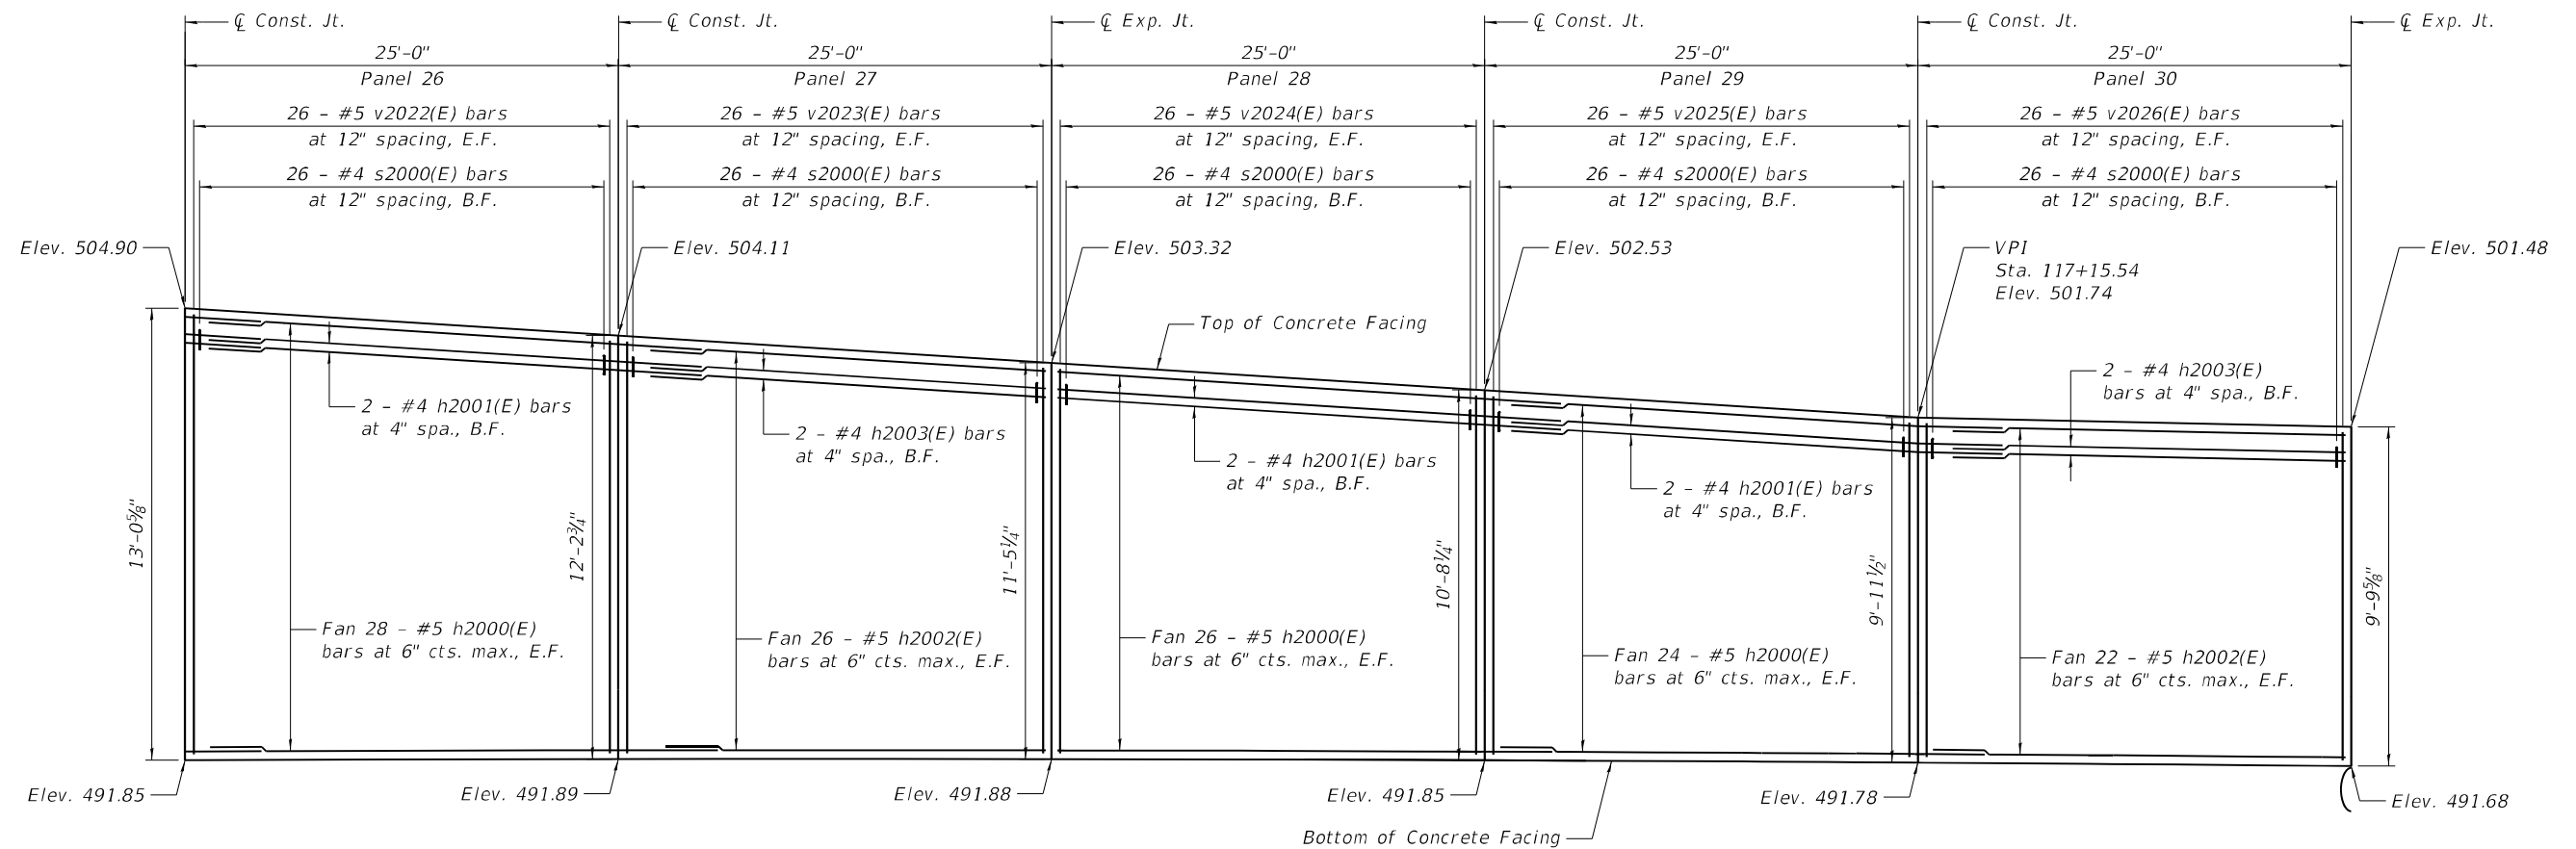 ℄ Const. Jt.
℄ Const. Jt.
℄ Exp. Jt.
℄ Const. Jt.
℄ Const. Jt.
℄ Exp. Jt.
25'-0"
25'-0"
25'-0"
25'-0"
25'-0"
Panel 26
Panel 27
Panel 28
Panel 29
Panel 30
26 – #5 v2022(E) bars
at 12" spacing, E.F.
26 – #5 v2023(E) bars
at 12" spacing, E.F.
26 – #5 v2024(E) bars
at 12" spacing, E.F.
26 – #5 v2025(E) bars
at 12" spacing, E.F.
26 – #5 v2026(E) bars
at 12" spacing, E.F.
26 – #4 s2000(E) bars
at 12" spacing, B.F.
26 – #4 s2000(E) bars
at 12" spacing, B.F.
26 – #4 s2000(E) bars
at 12" spacing, B.F.
26 – #4 s2000(E) bars
at 12" spacing, B.F.
26 – #4 s2000(E) bars
at 12" spacing, B.F.
Elev. 504.90
Elev. 504.11
Elev. 503.32
Elev. 502.53
VPI
Sta. 117+15.54
Elev. 501.74
Elev. 501.48
Top of Concrete Facing
2 – #4 h2001(E) bars
at 4" spa., B.F.
2 – #4 h2003(E) bars
at 4" spa., B.F.
2 – #4 h2001(E) bars
at 4" spa., B.F.
2 – #4 h2001(E) bars
at 4" spa., B.F.
2 – #4 h2003(E)
bars at 4" spa., B.F.
13'-0⅝"
12'-2¾"
11'-5¼"
10'-8¼"
9'-11½"
9'-9⅝"
Fan 28 – #5 h2000(E)
bars at 6" cts. max., E.F.
Fan 26 – #5 h2002(E)
bars at 6" cts. max., E.F.
Fan 26 – #5 h2000(E)
bars at 6" cts. max., E.F.
Fan 24 – #5 h2000(E)
bars at 6" cts. max., E.F.
Fan 22 – #5 h2002(E)
bars at 6" cts. max., E.F.
Elev. 491.85
Elev. 491.89
Elev. 491.88
Elev. 491.85
Elev. 491.78
Elev. 491.68
Bottom of Concrete Facing